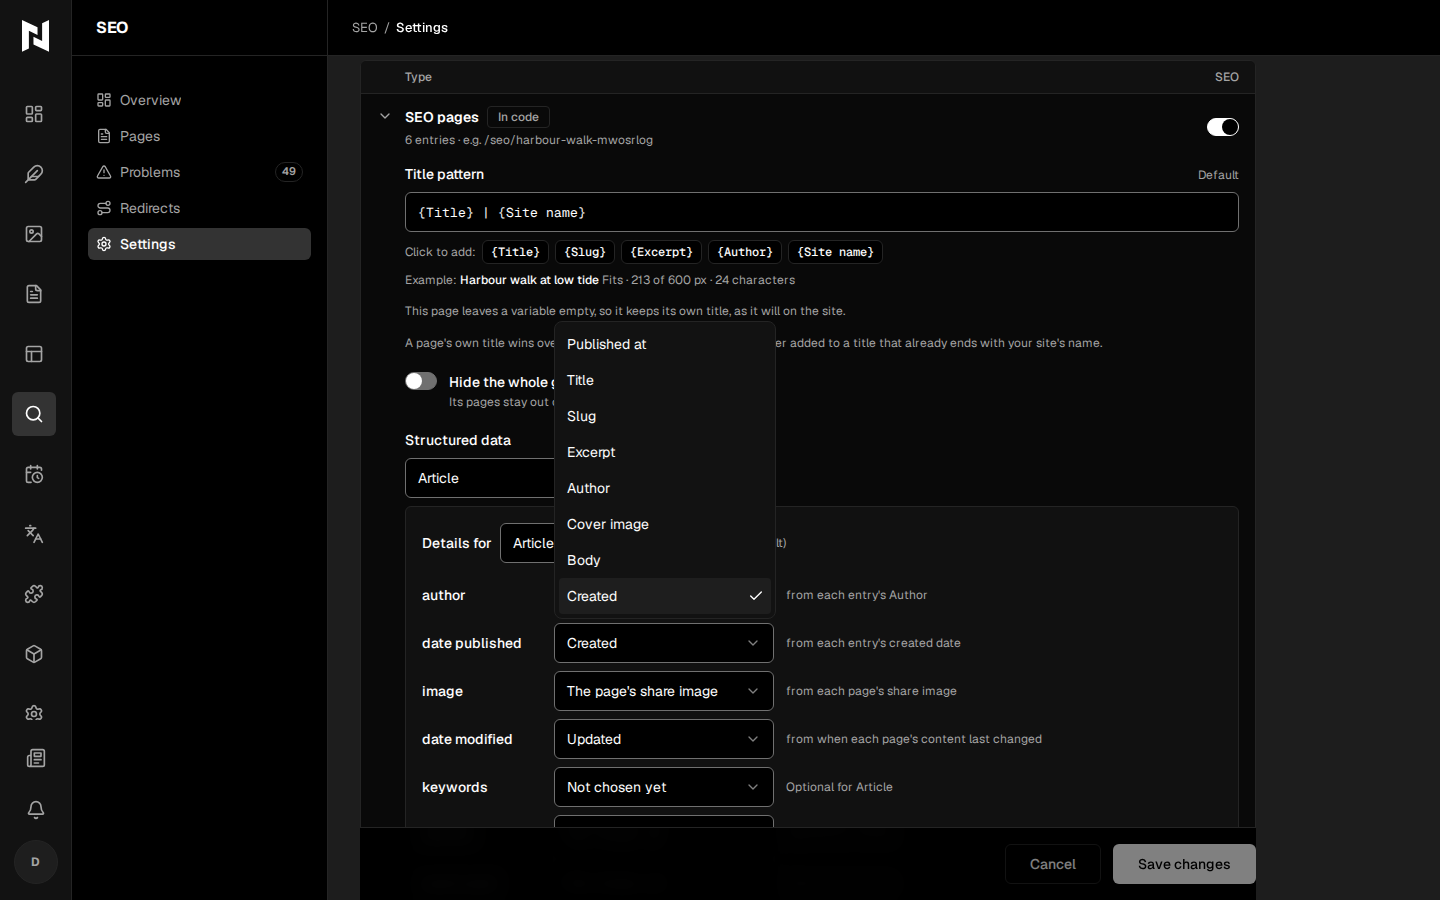 SEO
SEO / Settings
Overview
Pages
Problems 49
Redirects
Settings
Type SEO
SEO pages In code
6 entries · e.g. /seo/harbour-walk-mwosrlog
Title pattern Default
{Title} | {Site name}
Click to add: {Title} {Slug} {Excerpt} {Author} {Site name}
Example: Harbour walk at low tide Fits · 213 of 600 px · 24 characters
This page leaves a variable empty, so it keeps its own title, as it will on the site.
A page's own title wins added to a title that already ends with your site's name.
Published at
Title
Hide the whole
Its pages stay out
Slug
Structured data
Excerpt
Article
Author
Cover image
Details for Article
Body
Created
author from each entry's Author
date published Created from each entry's created date
image The page's share image from each page's share image
date modified Updated from when each page's content last changed
keywords Not chosen yet Optional for Article
Cancel Save changes
D